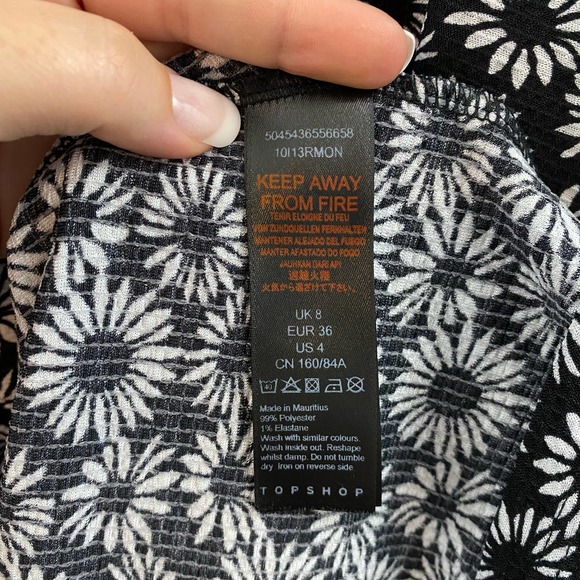 5045436556658
10I13RMON
KEEP AWAY
FROM FIRE
TENIR ELOIGNE DU FEU
VON ZUNDQUELLEN FERNHALTEN
MANTENER ALEJADO DEL FUEGO
MANTER AFASTADO DO FOGO
JAUHKAN DARI API
遠離火種
火気から遠ざけて下さい。
UK 8
EUR 36
US 4
CN 160/84A
Made in Mauritius
99% Polyester
1% Elastane
Wash with similar colours.
Wash inside out. Reshape
whilst damp. Do not tumble
dry. Iron on reverse side.
TOPSHOP